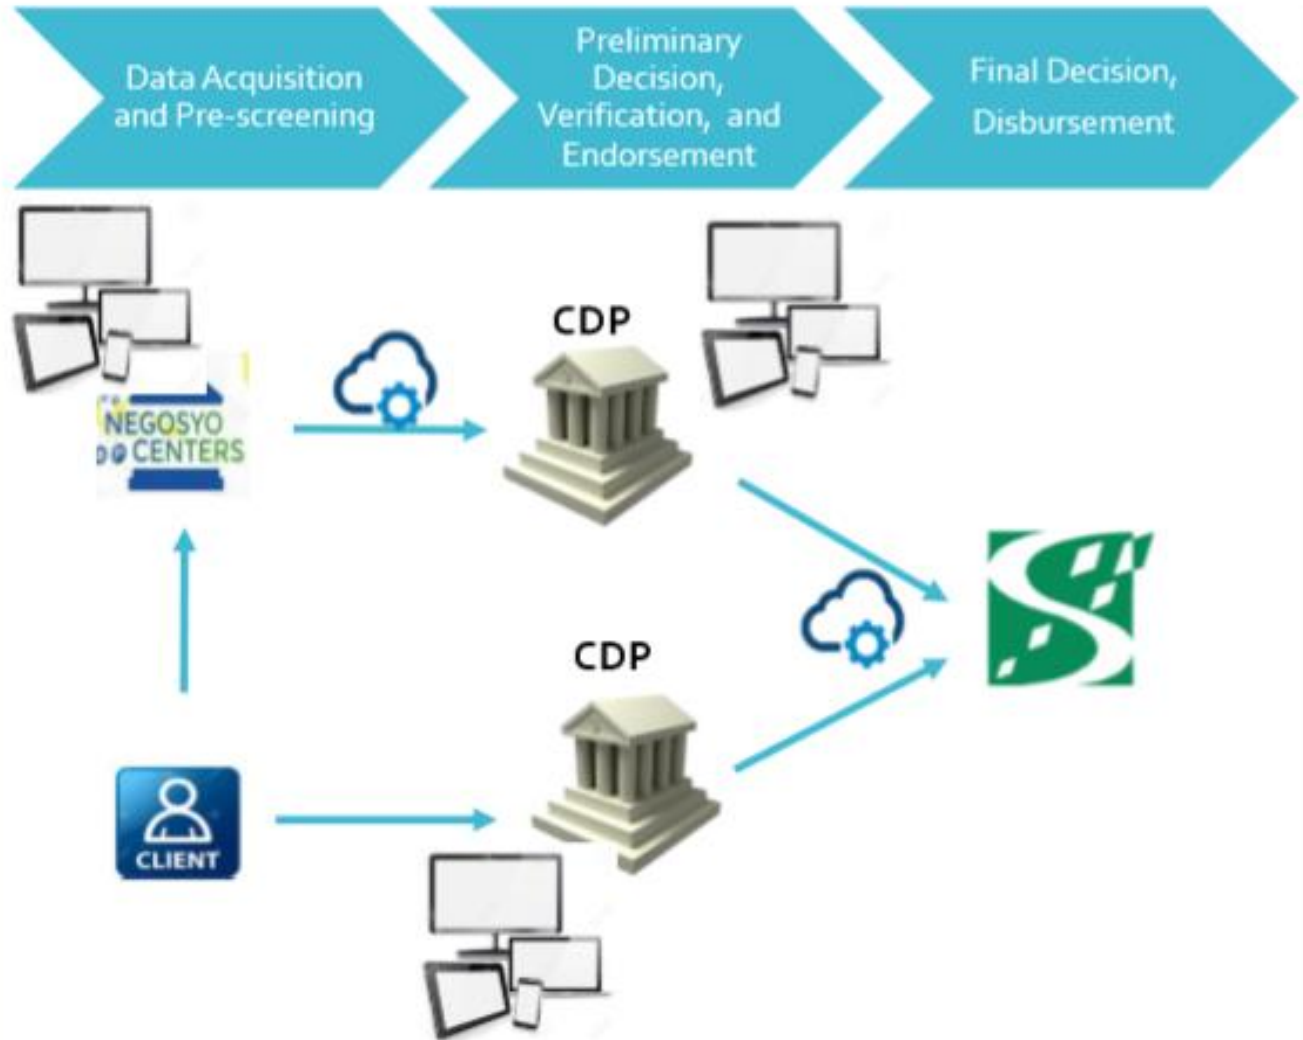 Data Acquisition
and Pre-screening
Preliminary
Decision,
Verification, and
Endorsement
Final Decision,
Disbursement
CDP
NEGOSYO
CENTERS
CDP
CLIENT